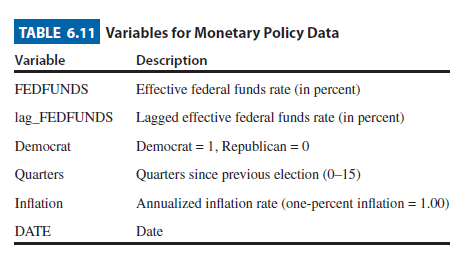 TABLE 6.11 Variables for Monetary Policy Data
Variable Description
FEDFUNDS Effective federal funds rate (in percent)
lag_FEDFUNDS Lagged effective federal funds rate (in percent)
Democrat Democrat = 1, Republican = 0
Quarters Quarters since previous election (0–15)
Inflation Annualized inflation rate (one-percent inflation = 1.00)
DATE Date